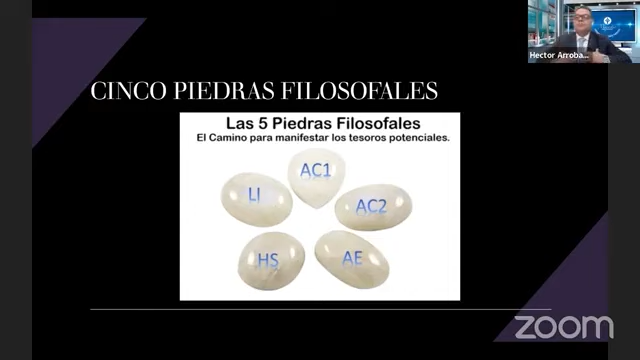 Hector Arroba...
CINCO PIEDRAS FILOSOFALES
Las 5 Piedras Filosofales
El Camino para manifestar los tesoros potenciales.
AC1
LI
AC2
HS
AE
zoom